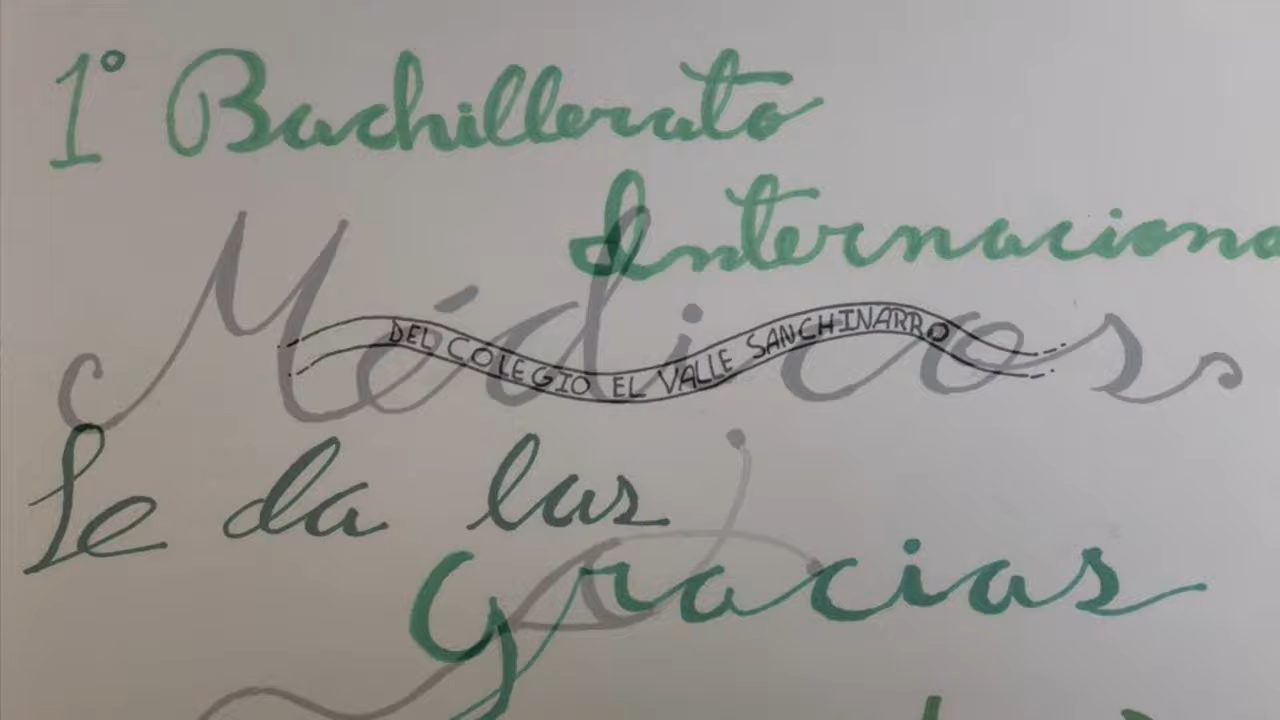 1º Bachillerato
Internaciona
Médicos
DEL COLEGIO EL VALLE SANCHINARRO
Le da las
Gracias